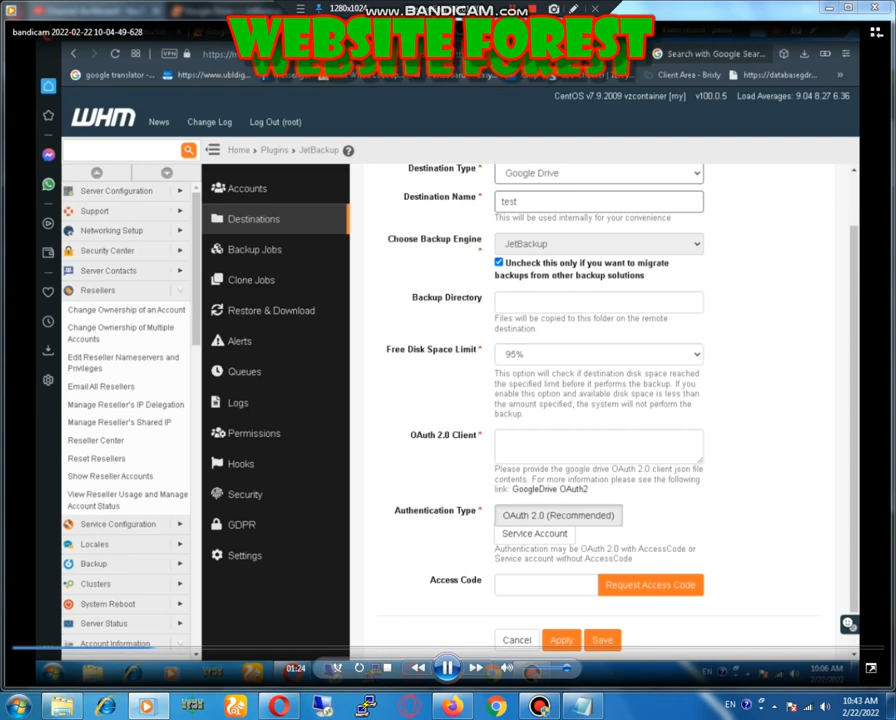 1280x1024
www.BANDICAM.com
bandicam 2022-02-22 10-04-49-628
WEBSITE FOREST
VPN
https://m
Search with Google Sear
google translator -...
https://www.ubldig
Client Area - Brixly
https://databasegdr...
CentOS v7.9.2009 vzcontainer [my] v100.0.5 Load Averages: 9.04 8.27 6.36
WHM
News
Change Log
Log Out (root)
Home › Plugins › JetBackup
Server Configuration
Support
Networking Setup
Security Center
Server Contacts
Resellers
Change Ownership of an Account
Change Ownership of Multiple
Accounts
Edit Reseller Nameservers and
Privileges
Email All Resellers
Manage Reseller's IP Delegation
Manage Reseller's Shared IP
Reseller Center
Reset Resellers
Show Reseller Accounts
View Reseller Usage and Manage
Account Status
Service Configuration
Locales
Backup
Clusters
System Reboot
Server Status
Account Information
Accounts
Destinations
Backup Jobs
Clone Jobs
Restore & Download
Alerts
Queues
Logs
Permissions
Hooks
Security
GDPR
Settings
Destination Type *
Google Drive
Destination Name *
test
This will be used internally for your convenience
Choose Backup Engine
*
JetBackup
Uncheck this only if you want to migrate
backups from other backup solutions
Backup Directory
Files will be copied to this folder on the remote
destination.
Free Disk Space Limit *
95%
This option will check if destination disk space reached
the specified limit before it performs the backup. If you
enable this option and available disk space is less than
the amount specified, the system will not perform the
backup.
OAuth 2.0 Client *
Please provide the google drive OAuth 2.0 client json file
contents. For more information please see the following
link: GoogleDrive OAuth2
Authentication Type *
OAuth 2.0 (Recommended)
Service Account
Authentication may be OAuth 2.0 with AccessCode or
Service account without AccessCode
Access Code
Request Access Code
Cancel
Apply
Save
01:24
EN
10:06 AM
2/22/2022
EN
10:43 AM
2/22/2022